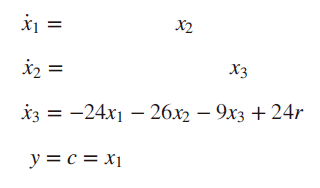 ẋ₁ = x₂
ẋ₂ = x₃
ẋ₃ = −24x₁ − 26x₂ − 9x₃ + 24r
y = c = x₁